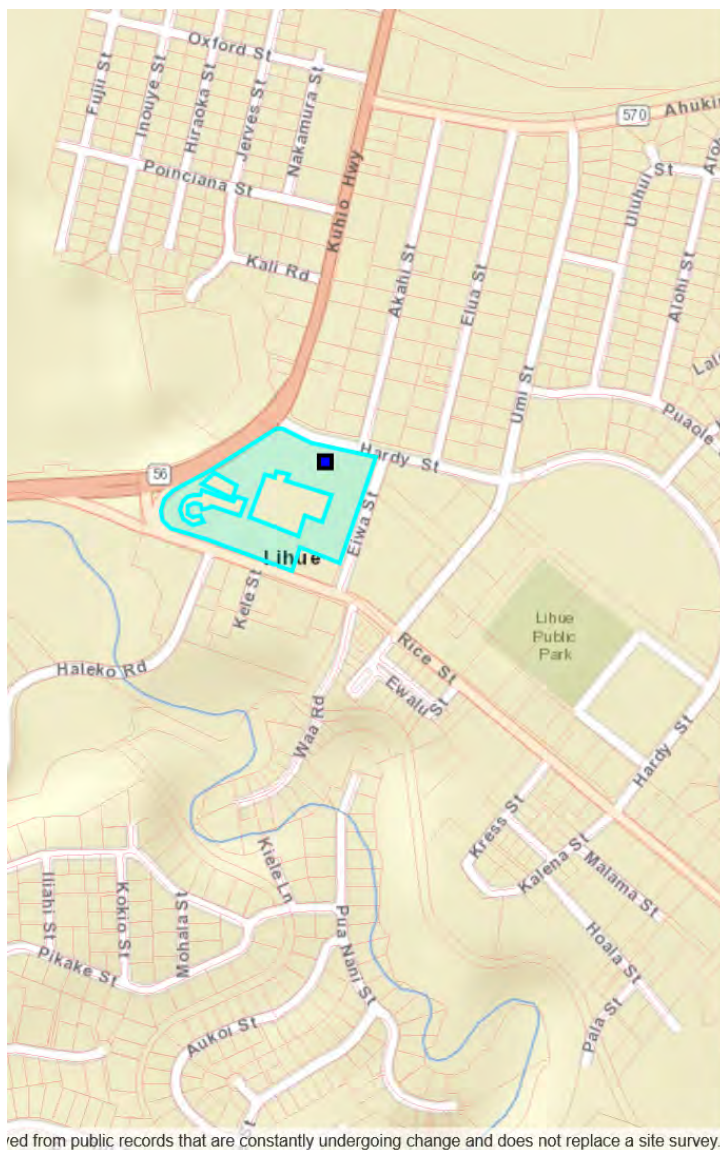 Oxford St
Fujii St
Inouye St
Hiraoka St
Jerves St
Nakamura St
Poinciana St
Kali Rd
Kuhio Hwy
570
Akahi St
Elua St
Umi St
Uluhui St
Alohi St
Hardy St
56
Eiwa St
Lihue
Kele St
Haleko Rd
Rice St
Lihue
Public
Park
Ewalu St
Waa Rd
Hardy St
Kress St
Kalena St
Malama St
Hoala St
Pala St
Kiele Ln
Iliahi St
Kokio St
Mohala St
Pikake St
Pua Nani St
Aukoi St
St
from public records that are constantly undergoing change and does not replace a site survey.